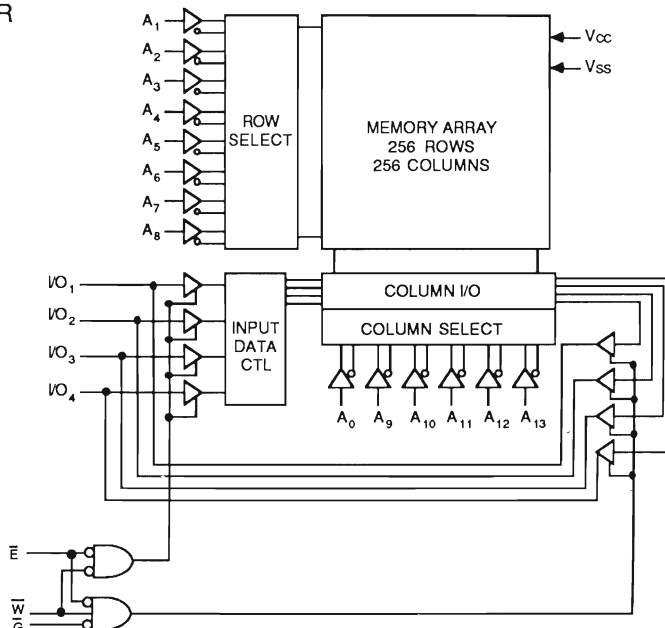 R
A1
A2
A3
A4
A5
A6
A7
A8
ROW
SELECT
MEMORY ARRAY
256 ROWS
256 COLUMNS
VCC
VSS
I/O1
I/O2
I/O3
I/O4
INPUT
DATA
CTL
COLUMN I/O
COLUMN SELECT
A0 A9 A10 A11 A12 A13
E̅
W̅
G̅